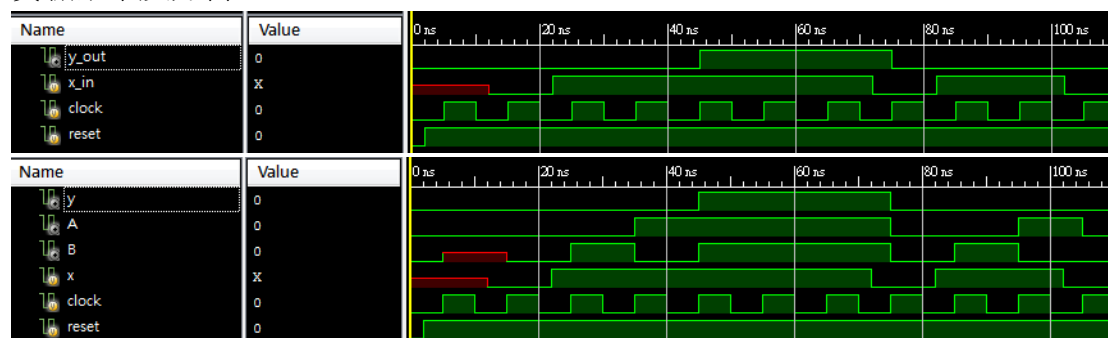 Name Value 0 ns 20 ns 40 ns 60 ns 80 ns 100 ns
y_out 0
x_in X
clock 0
reset 0
Name Value 0 ns 20 ns 40 ns 60 ns 80 ns 100 ns
y 0
A 0
B 0
x X
clock 0
reset 0